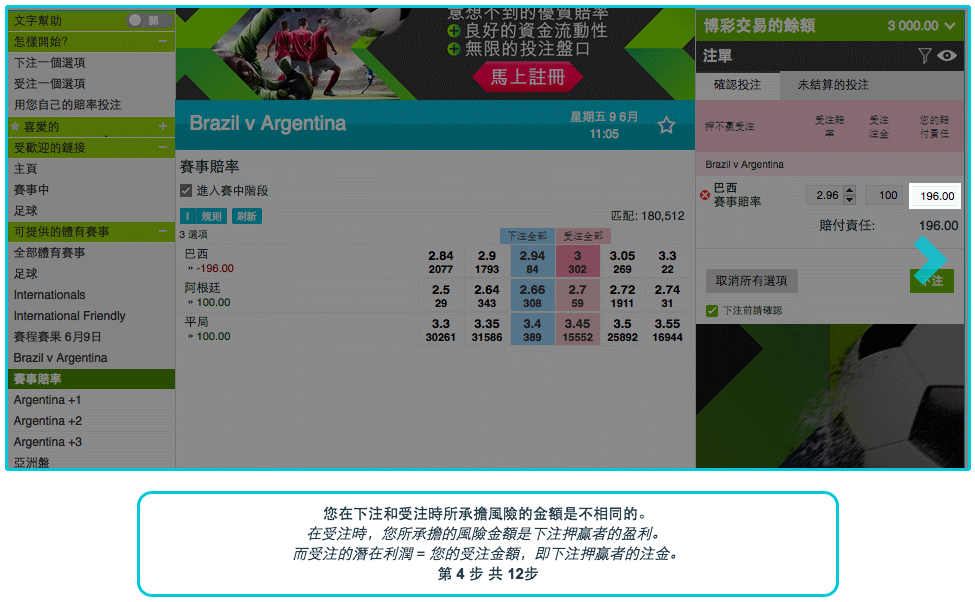 文字幫助 關
怎樣開始? −
下注一個選項
受注一個選項
用您自己的賠率投注
喜愛的 +
受歡迎的鏈接 −
主頁
賽事中
足球
可提供的體育賽事 −
全部體育賽事
足球
Internationals
International Friendly
賽程賽果 6月9日
Brazil v Argentina
賽事賠率
Argentina +1
Argentina +2
Argentina +3
亞洲盤
意想不到的優質賠率
良好的資金流動性
無限的投注盤口
馬上註冊
Brazil v Argentina
星期五 9 6月
11:05
賽事賠率
進入賽中階段
I 規則 刷新
匹配: 180,512
3 選項 下注全部 受注全部
巴西 2.84 2.9 2.94 3 3.05 3.3
» -196.00 2077 1793 84 302 269 22
阿根廷 2.5 2.64 2.66 2.7 2.72 2.74
» 100.00 29 343 308 59 1911 31
平局 3.3 3.35 3.4 3.45 3.5 3.55
» 100.00 30261 31586 389 15552 25892 16944
博彩交易的餘額 3 000.00
注單
確認投注 未結算的投注
押不贏受注 受注賠率 受注注金 您的賠付責任
Brazil v Argentina
巴西
賽事賠率 2.96 100 196.00
賠付責任: 196.00
取消所有選項 下注
下注前請確認
您在下注和受注時所承擔風險的金額是不相同的。
在受注時，您所承擔的風險金額是下注押贏者的盈利。
而受注的潛在利潤 = 您的受注金額，即下注押贏者的注金。
第 4 步 共 12步